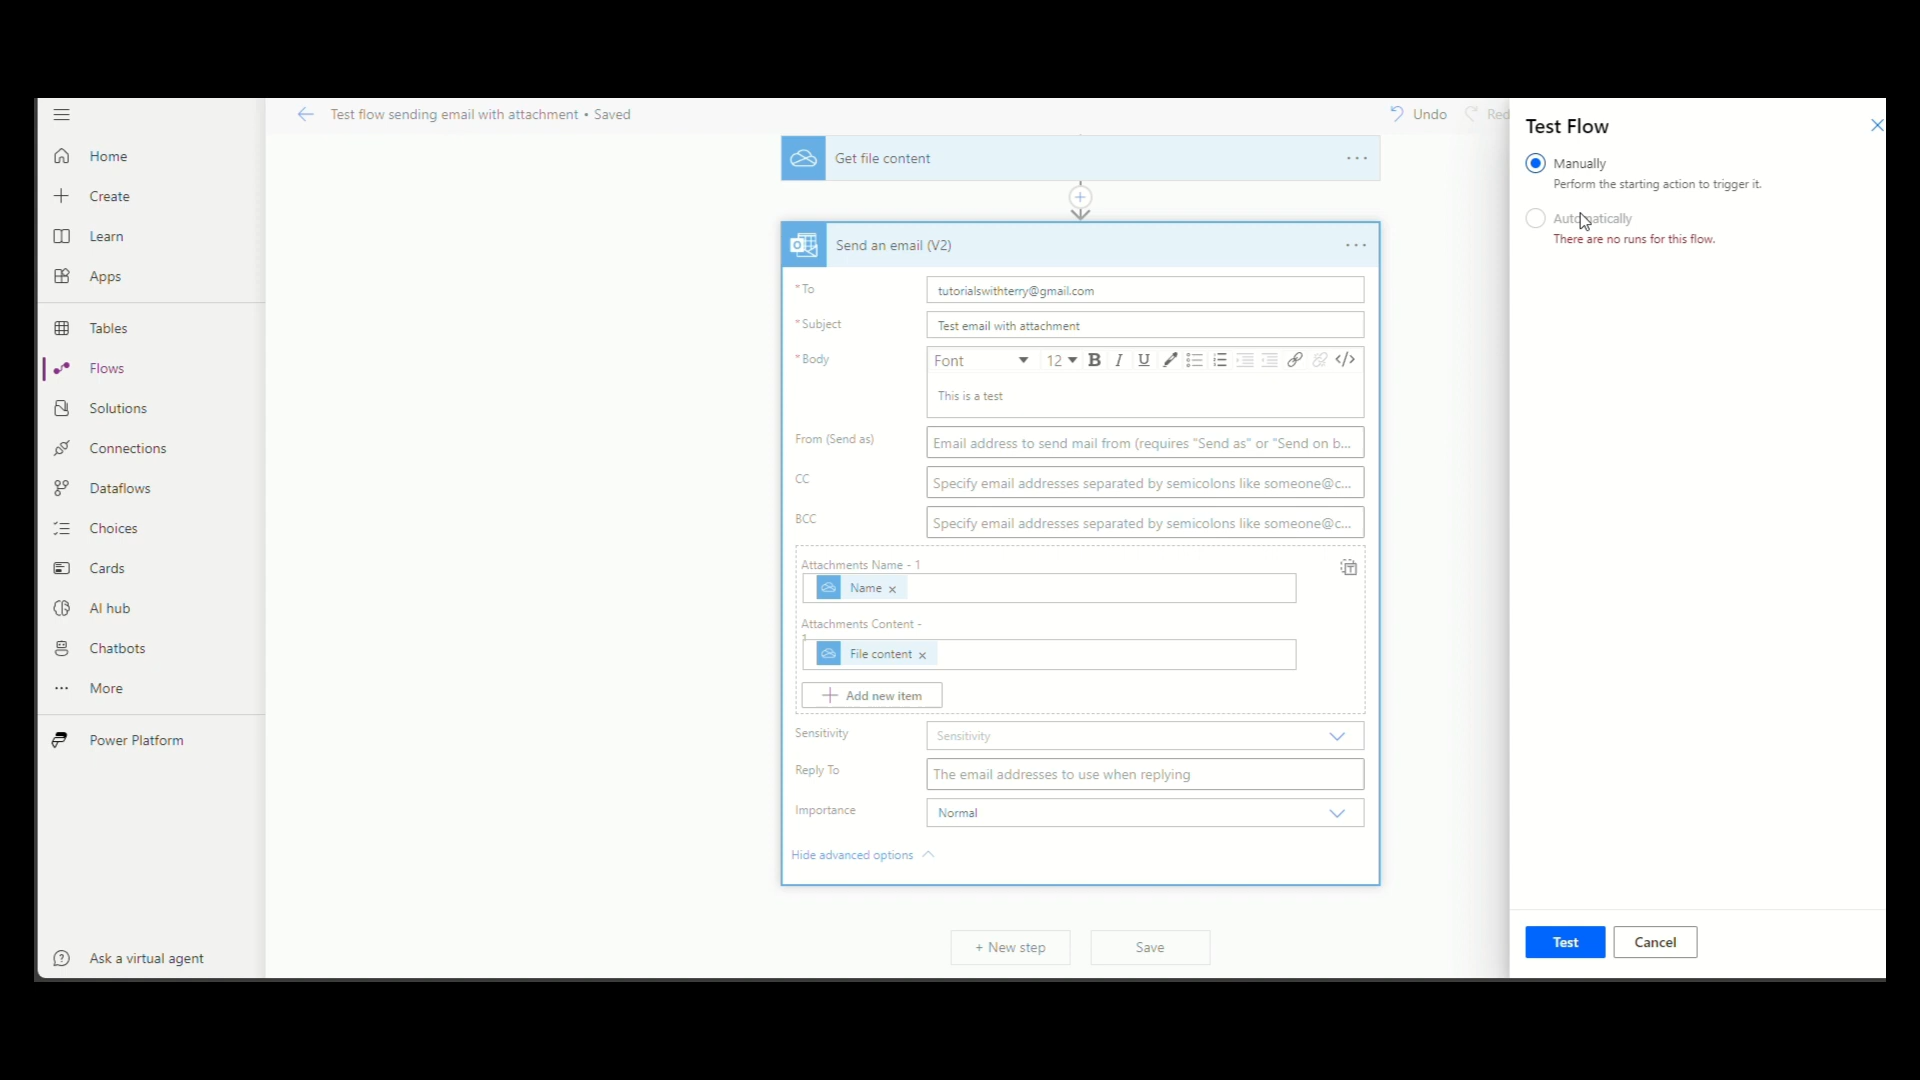 Test flow sending email with attachment • Saved
Undo
Red
Home
Create
Learn
Apps
Tables
Flows
Solutions
Connections
Dataflows
Choices
Cards
AI hub
Chatbots
More
Power Platform
Ask a virtual agent
Get file content
Send an email (V2)
* To
tutorialswithterry@gmail.com
* Subject
Test email with attachment
* Body
Font 12 B I U </>
This is a test
From (Send as)
Email address to send mail from (requires "Send as" or "Send on b...
CC
Specify email addresses separated by semicolons like someone@c...
BCC
Specify email addresses separated by semicolons like someone@c...
Attachments Name - 1
Name ×
Attachments Content -
1
File content ×
Add new item
Sensitivity
Sensitivity
Reply To
The email addresses to use when replying
Importance
Normal
Hide advanced options
+ New step
Save
Test Flow
Manually
Perform the starting action to trigger it.
Automatically
There are no runs for this flow.
Test
Cancel